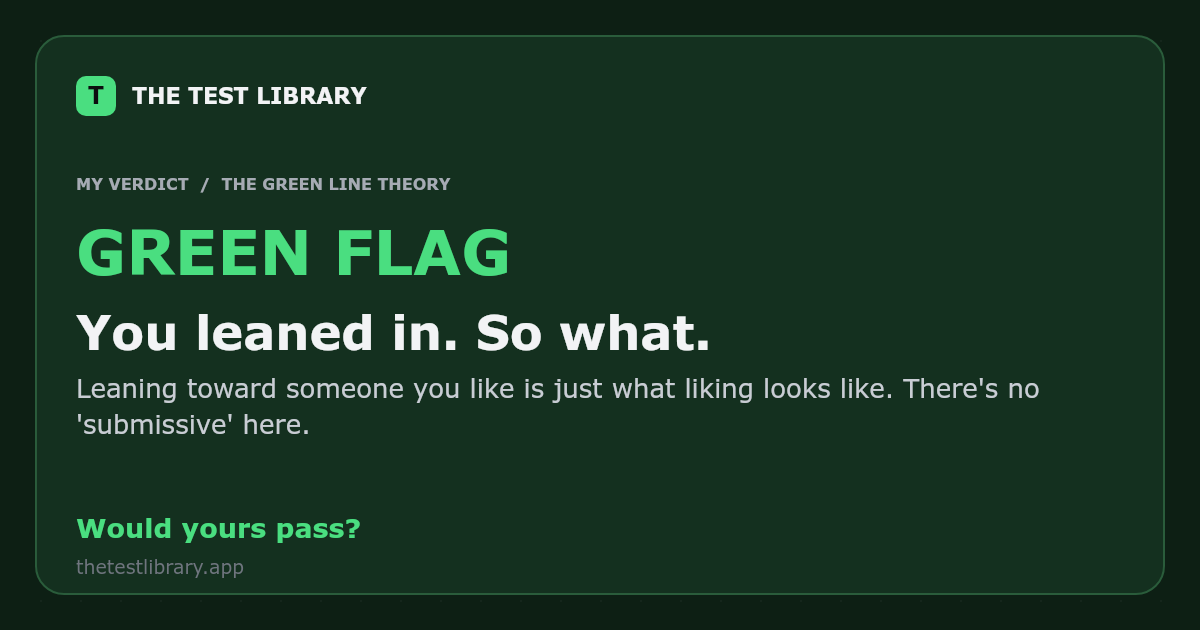 T THE TEST LIBRARY
MY VERDICT / THE GREEN LINE THEORY
GREEN FLAG
You leaned in. So what.
Leaning toward someone you like is just what liking looks like. There's no
'submissive' here.
Would yours pass?
thetestlibrary.app